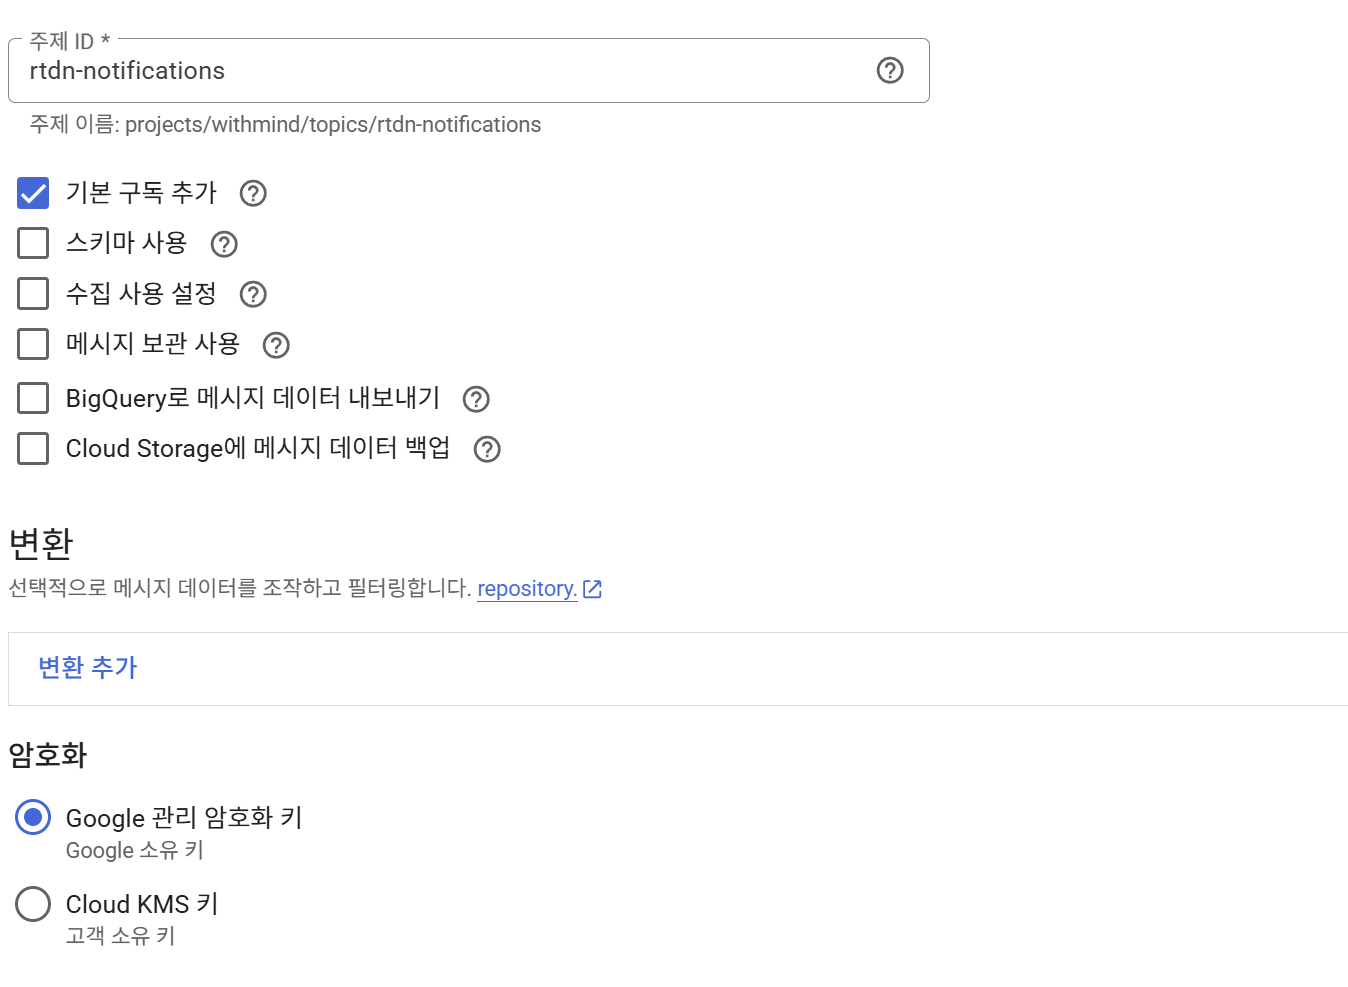 주제 ID *
rtdn-notifications
주제 이름: projects/withmind/topics/rtdn-notifications
기본 구독 추가
스키마 사용
수집 사용 설정
메시지 보관 사용
BigQuery로 메시지 데이터 내보내기
Cloud Storage에 메시지 데이터 백업
변환
선택적으로 메시지 데이터를 조작하고 필터링합니다. repository.
변환 추가
암호화
Google 관리 암호화 키
Google 소유 키
Cloud KMS 키
고객 소유 키